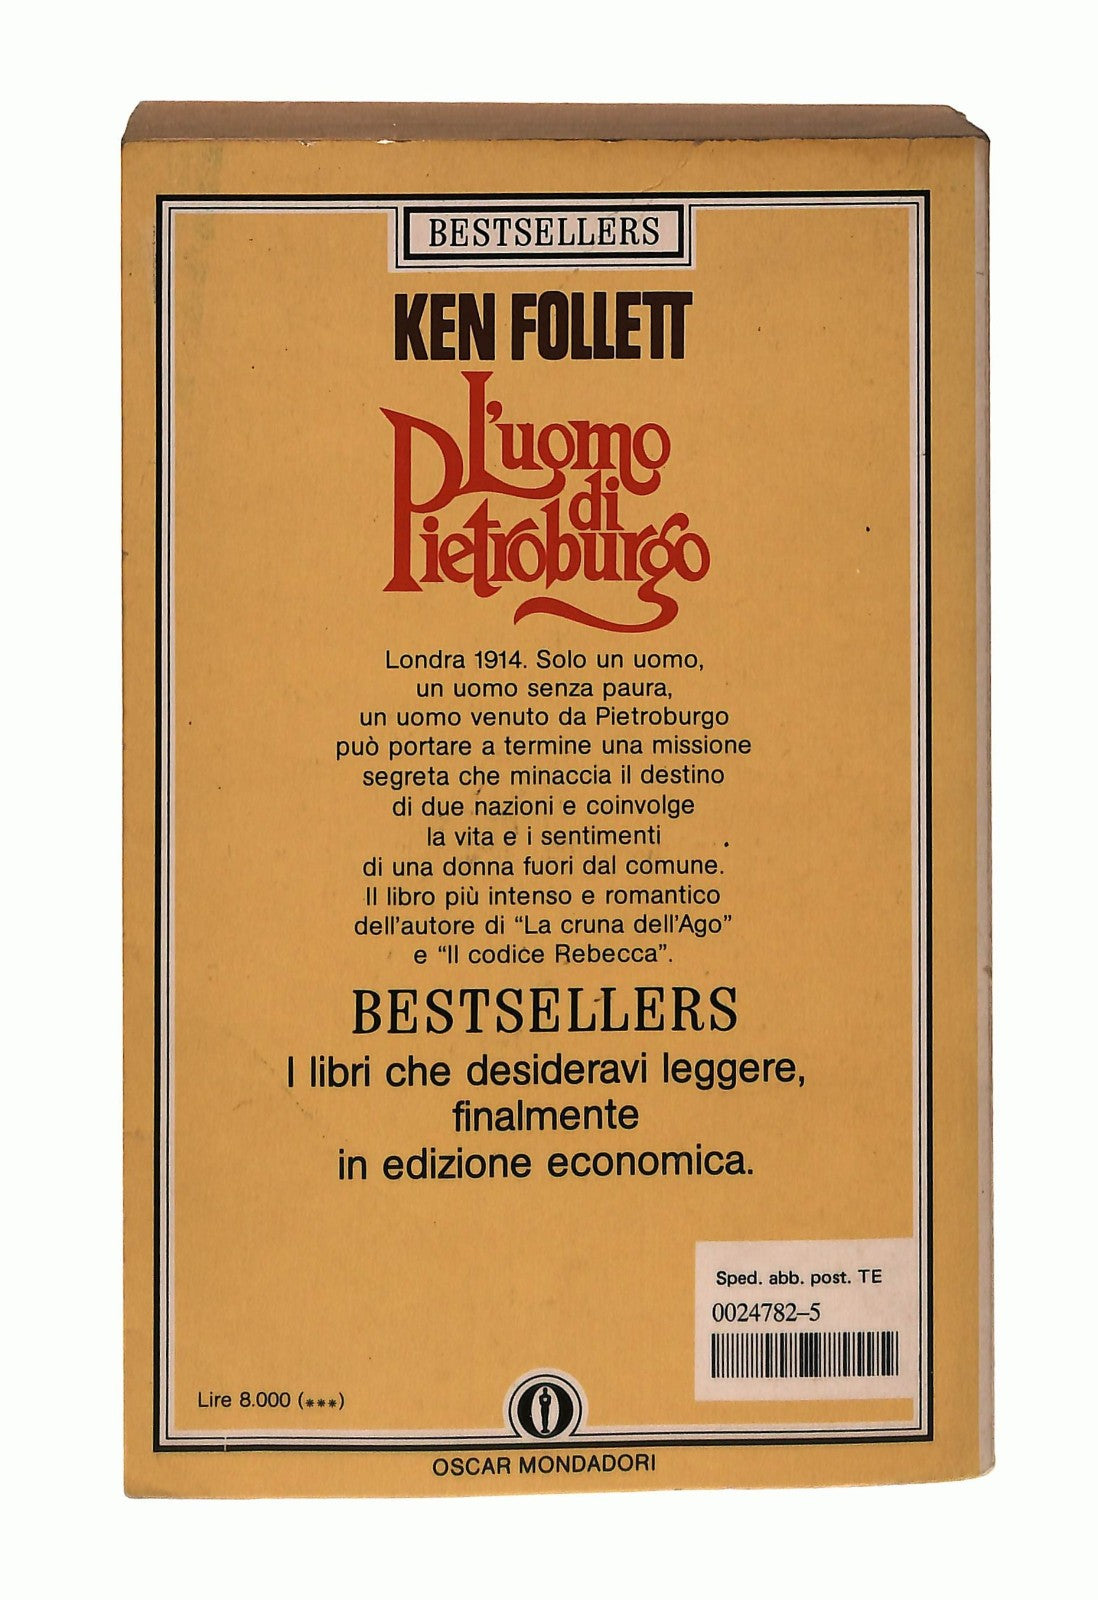 BESTSELLERS
KEN FOLLETT
L'uomo
di
Pietroburgo
Londra 1914. Solo un uomo,
un uomo senza paura,
un uomo venuto da Pietroburgo
può portare a termine una missione
segreta che minaccia il destino
di due nazioni e coinvolge
la vita e i sentimenti
di una donna fuori dal comune.
Il libro più intenso e romantico
dell'autore di “La cruna dell'Ago”
e “Il codice Rebecca”.
BESTSELLERS
I libri che desideravi leggere,
finalmente
in edizione economica.
Sped. abb. post. TE
0024782–5
Lire 8.000 (***)
OSCAR MONDADORI